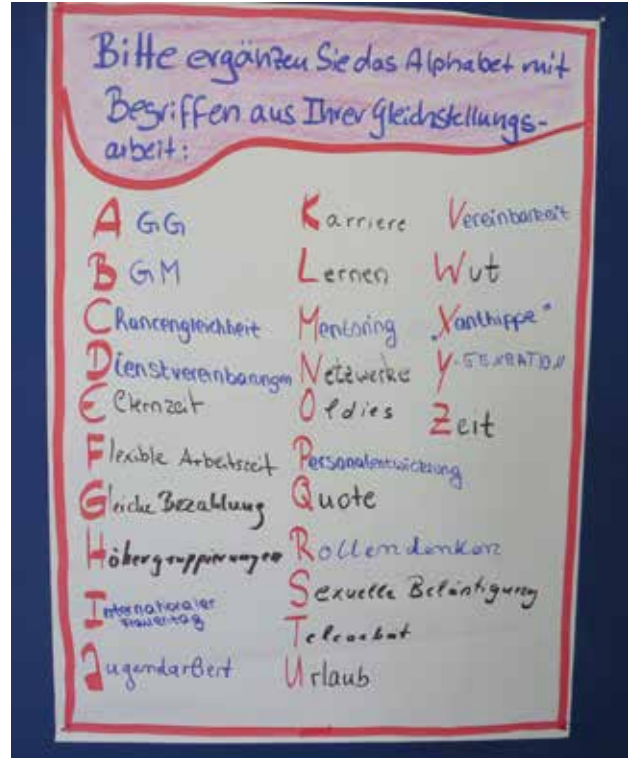 Bitte ergänzen Sie das Alphabet mit
Begriffen aus Ihrer Gleichstellungs-
arbeit:
AGG
BGM
Chancengleichheit
Dienstvereinbarungen
Elternzeit
Flexible Arbeitszeit
Gleiche Bezahlung
Höhergruppierungen
Internationaler
Frauentag
Jugendarbeit
Karriere
Lernen
Mentoring
Netzwerke
Oldies
Personalentwicklung
Quote
Rollendenken
Sexuelle Belästigung
Telearbeit
Urlaub
Vereinbarkeit
Wut
„Xanthippe"
Y-GENERATION
Zeit